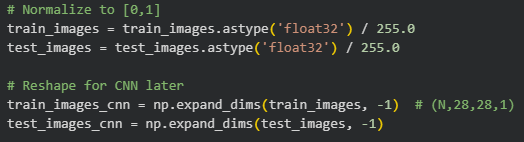 # Normalize to [0,1]
train_images = train_images.astype('float32') / 255.0
test_images = test_images.astype('float32') / 255.0
# Reshape for CNN later
train_images_cnn = np.expand_dims(train_images, -1)  # (N,28,28,1)
test_images_cnn = np.expand_dims(test_images, -1)